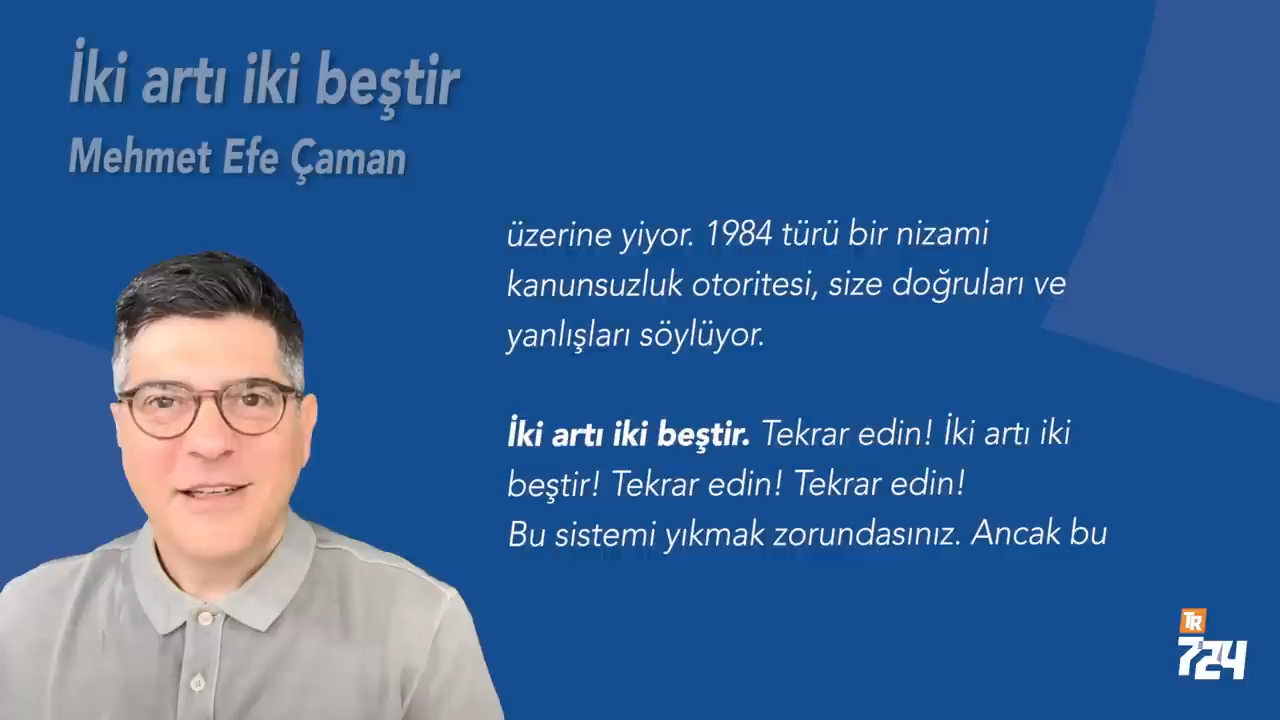 İki artı iki beştir
Mehmet Efe Çaman
üzerine yiyor. 1984 türü bir nizami
kanunsuzluk otoritesi, size doğruları ve
yanlışları söylüyor.
İki artı iki beştir. Tekrar edin! İki artı iki
beştir! Tekrar edin! Tekrar edin!
Bu sistemi yıkmak zorundasınız. Ancak bu
TR
724